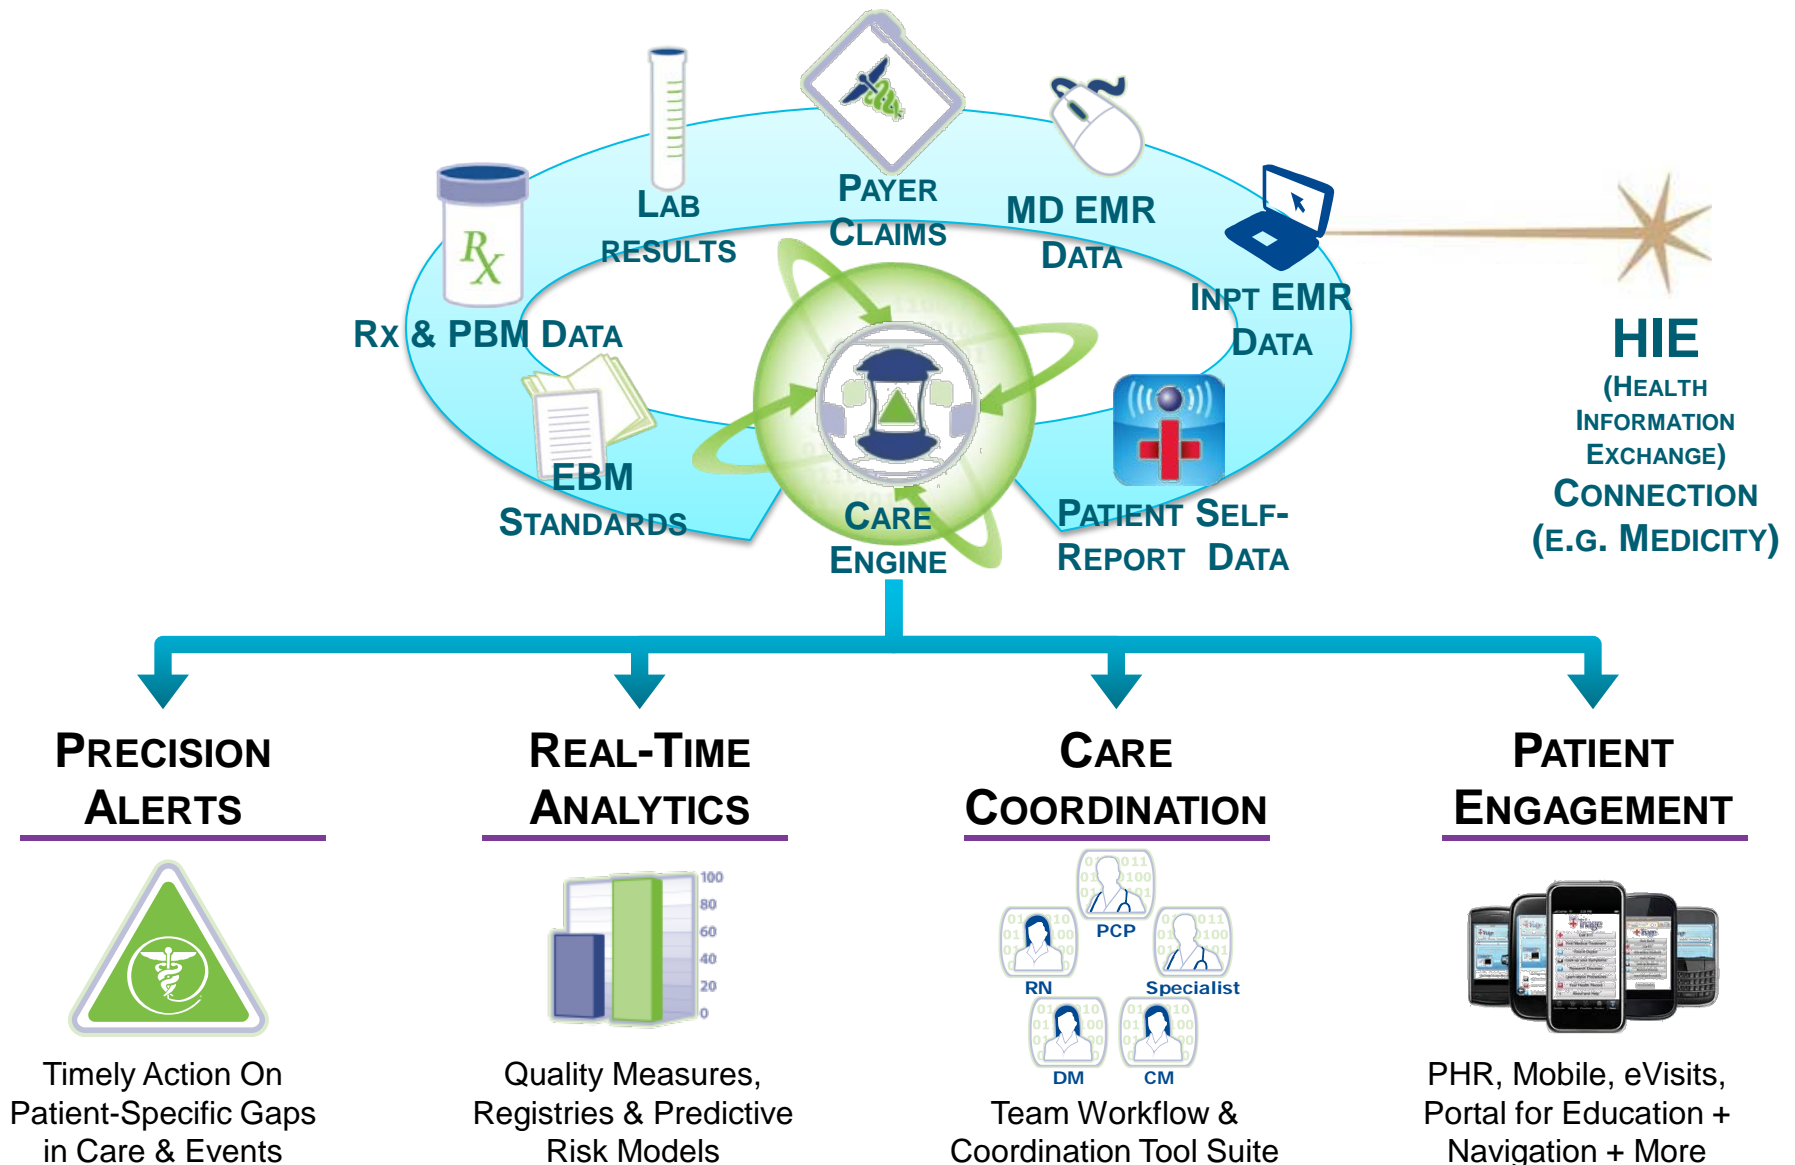 LAB
RESULTS
PAYER
CLAIMS
MD EMR
DATA
RX
RX & PBM DATA
INPT EMR
DATA
HIE
(HEALTH
INFORMATION
EXCHANGE)
CONNECTION
(E.G. MEDICITY)
EBM
STANDARDS
CARE
ENGINE
PATIENT SELF-
REPORT DATA
PRECISION
ALERTS
REAL-TIME
ANALYTICS
CARE
COORDINATION
PATIENT
ENGAGEMENT
100
80
60
40
20
0
PCP
RN
Specialist
DM
CM
Timely Action On
Patient-Specific Gaps
in Care & Events
Quality Measures,
Registries & Predictive
Risk Models
Team Workflow &
Coordination Tool Suite
PHR, Mobile, eVisits,
Portal for Education +
Navigation + More